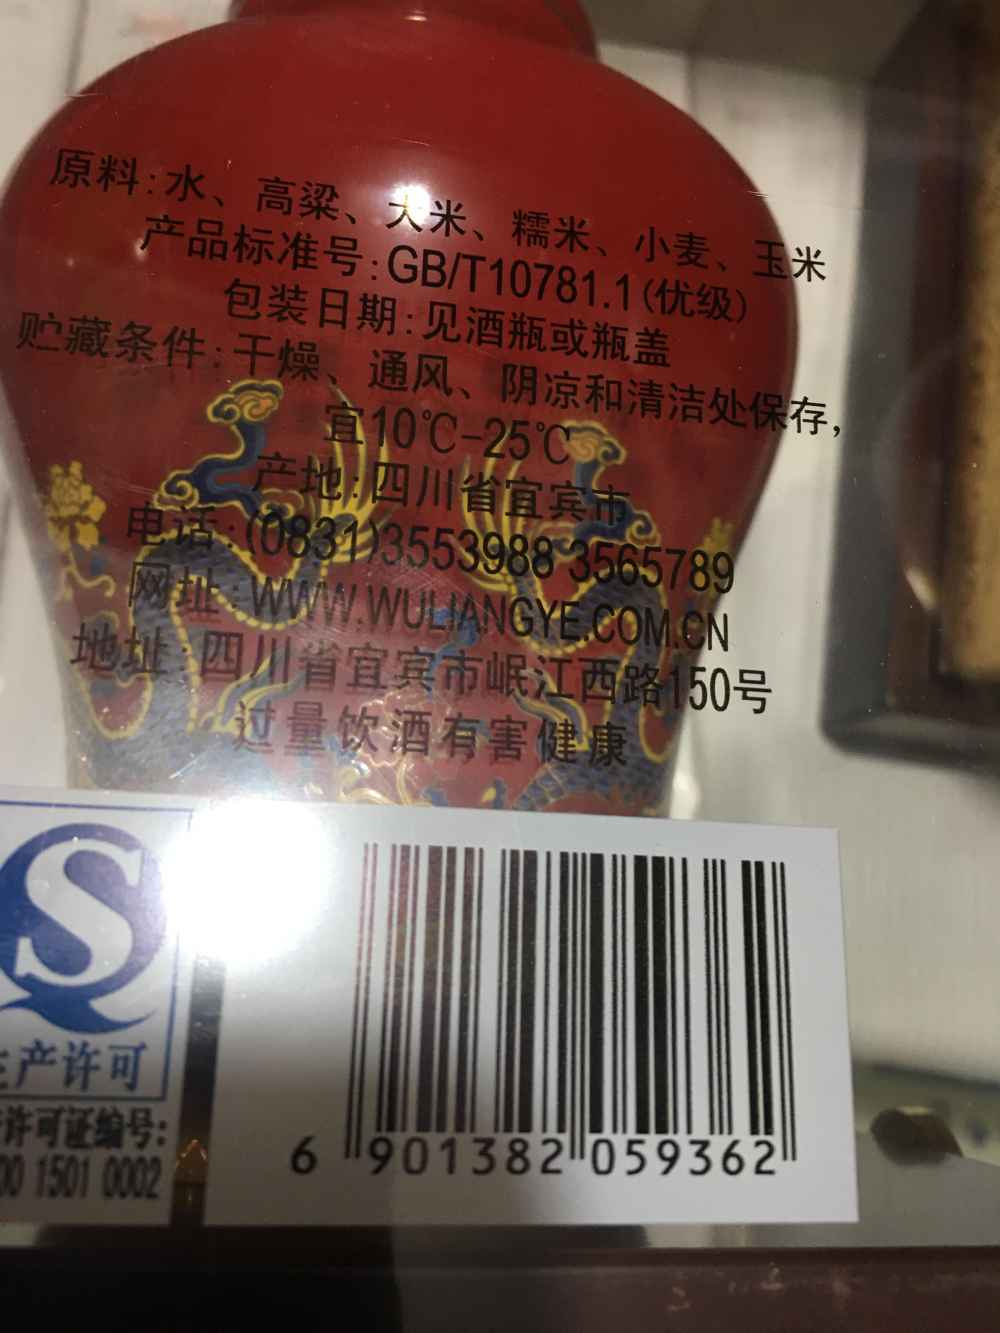 原料:水、高粱、大米、糯米、小麦、玉米
产品标准号:GB/T10781.1(优级)
包装日期:见酒瓶或瓶盖
贮藏条件:干燥、通风、阴凉和清洁处保存,
宜10℃-25℃
产地:四川省宜宾市
电话:(0831)3553988 3565789
网址:WWW.WULIANGYE.COM.CN
地址:四川省宜宾市岷江西路150号
过量饮酒有害健康
S
生产许可
许可证编号:
00 1501 0002
6 901382 059362